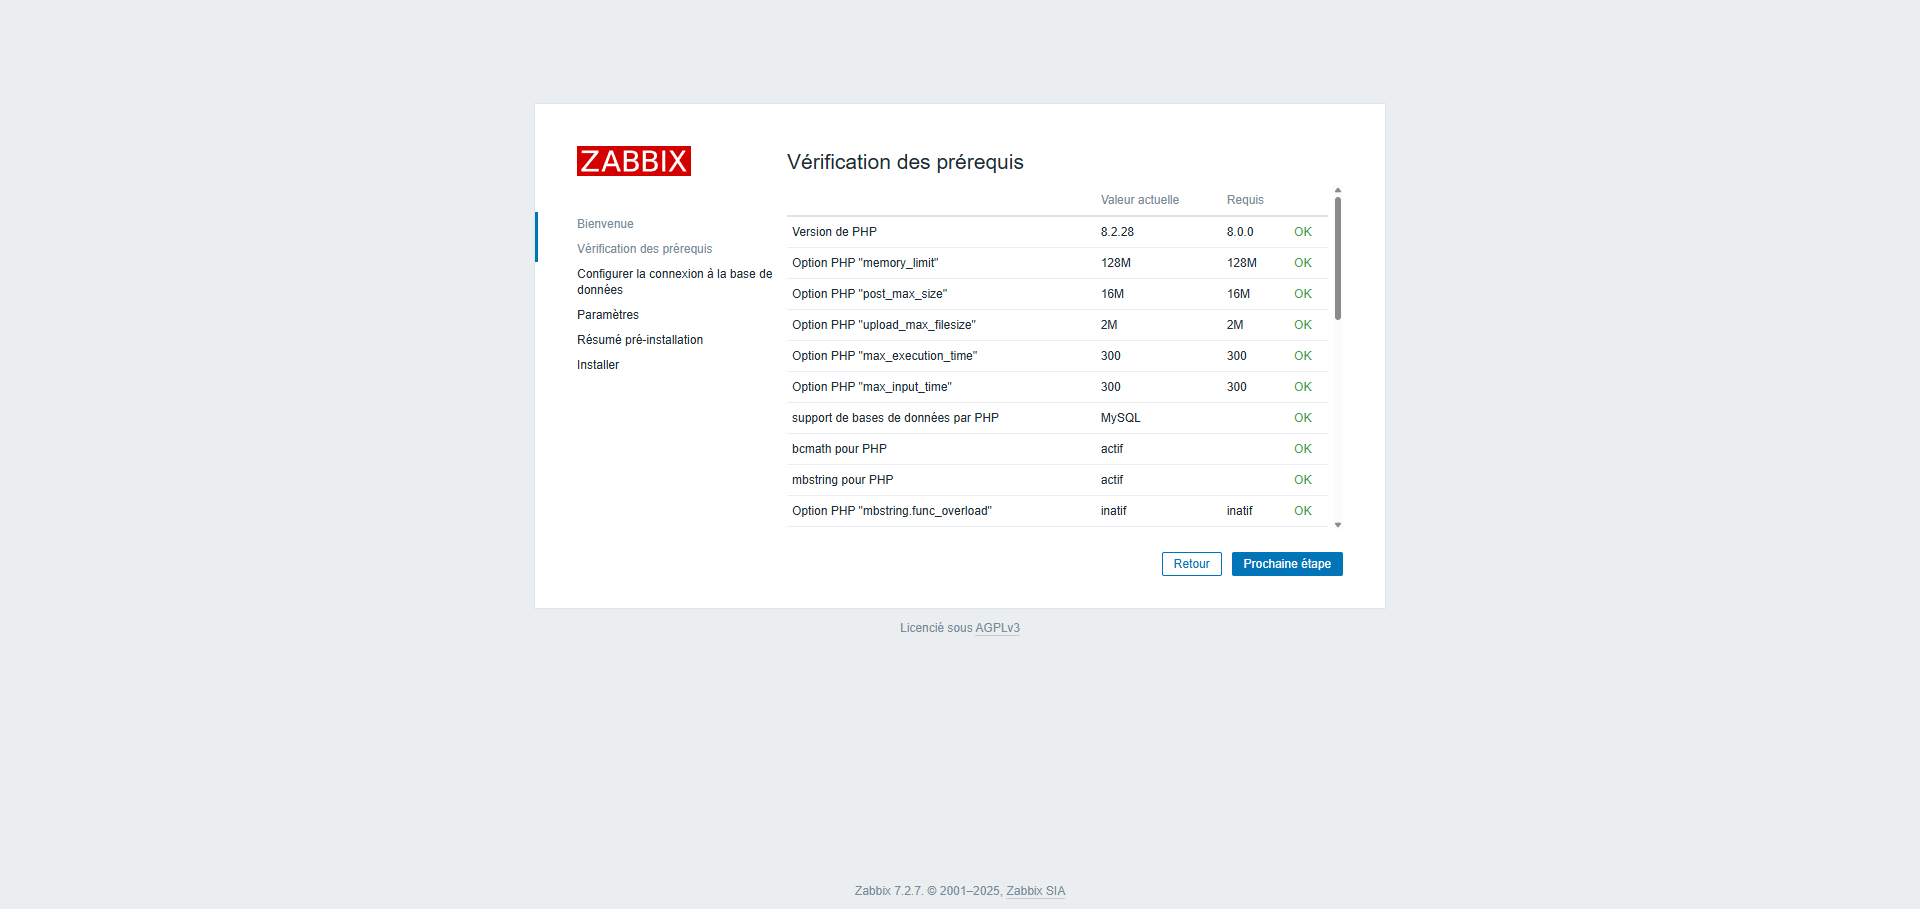 ZABBIX
Bienvenue
Vérification des prérequis
Configurer la connexion à la base de
données
Paramètres
Résumé pré-installation
Installer
Vérification des prérequis
Valeur actuelle Requis
Version de PHP 8.2.28 8.0.0 OK
Option PHP "memory_limit" 128M 128M OK
Option PHP "post_max_size" 16M 16M OK
Option PHP "upload_max_filesize" 2M 2M OK
Option PHP "max_execution_time" 300 300 OK
Option PHP "max_input_time" 300 300 OK
support de bases de données par PHP MySQL OK
bcmath pour PHP actif OK
mbstring pour PHP actif OK
Option PHP "mbstring.func_overload" inatif inatif OK
Retour Prochaine étape
Licencié sous AGPLv3
Zabbix 7.2.7. © 2001–2025, Zabbix SIA